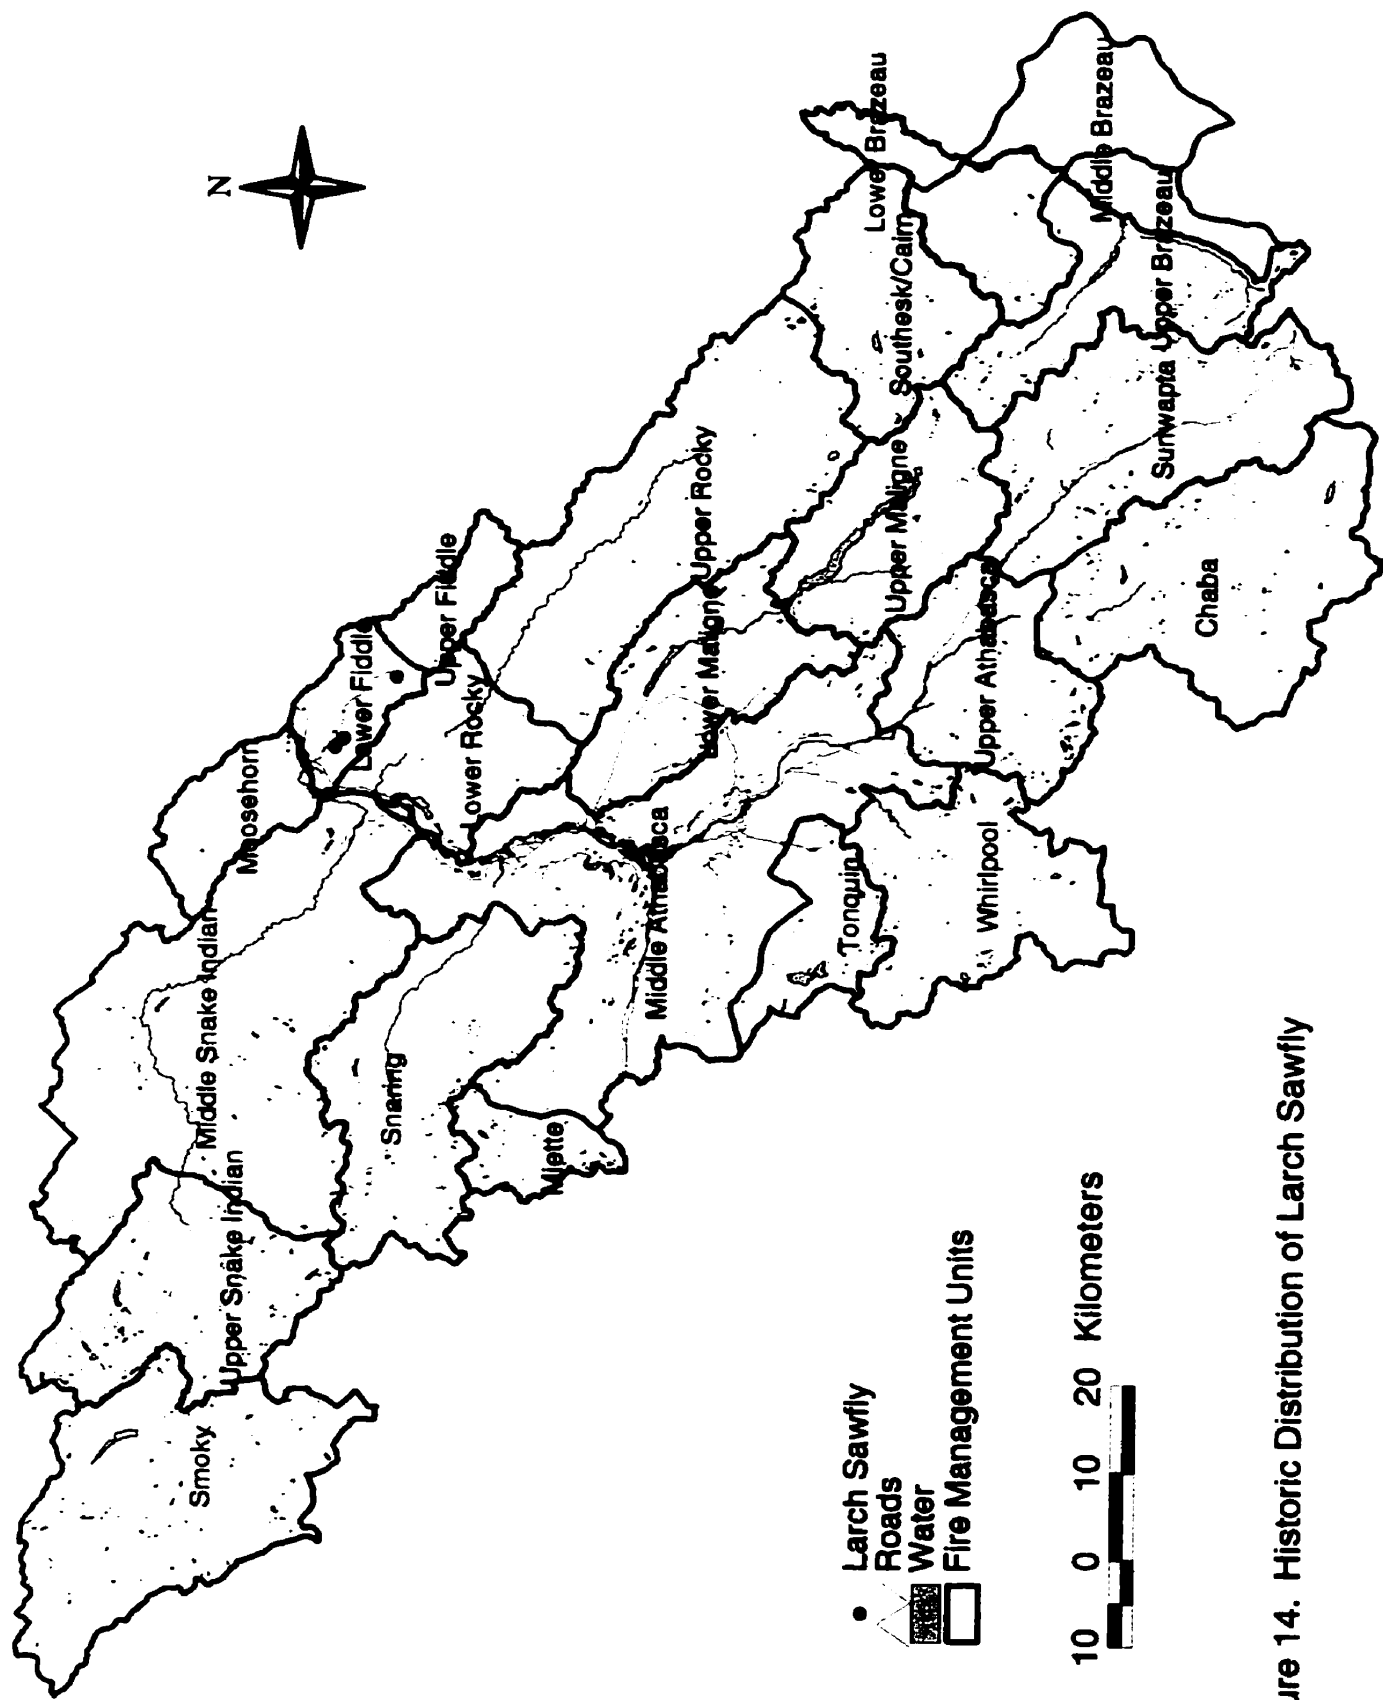 N
Smoky
Upper Snake Indian
Middle Snake Indian
Moosehorn
Snaring
Miette
Lower Fiddle
Upper Fiddle
Lower Rocky
Upper Rocky
Middle Athabasca
Lower Maligne
Upper Maligne
Southesk/Cairn
Lower Brazeau
Middle Brazeau
Upper Brazeau
Sunwapta
Tonquin
Whirlpool
Upper Athabasca
Chaba
Larch Sawfly
Roads
Water
Fire Management Units
10 0 10 20 Kilometers
ure 14. Historic Distribution of Larch Sawfly